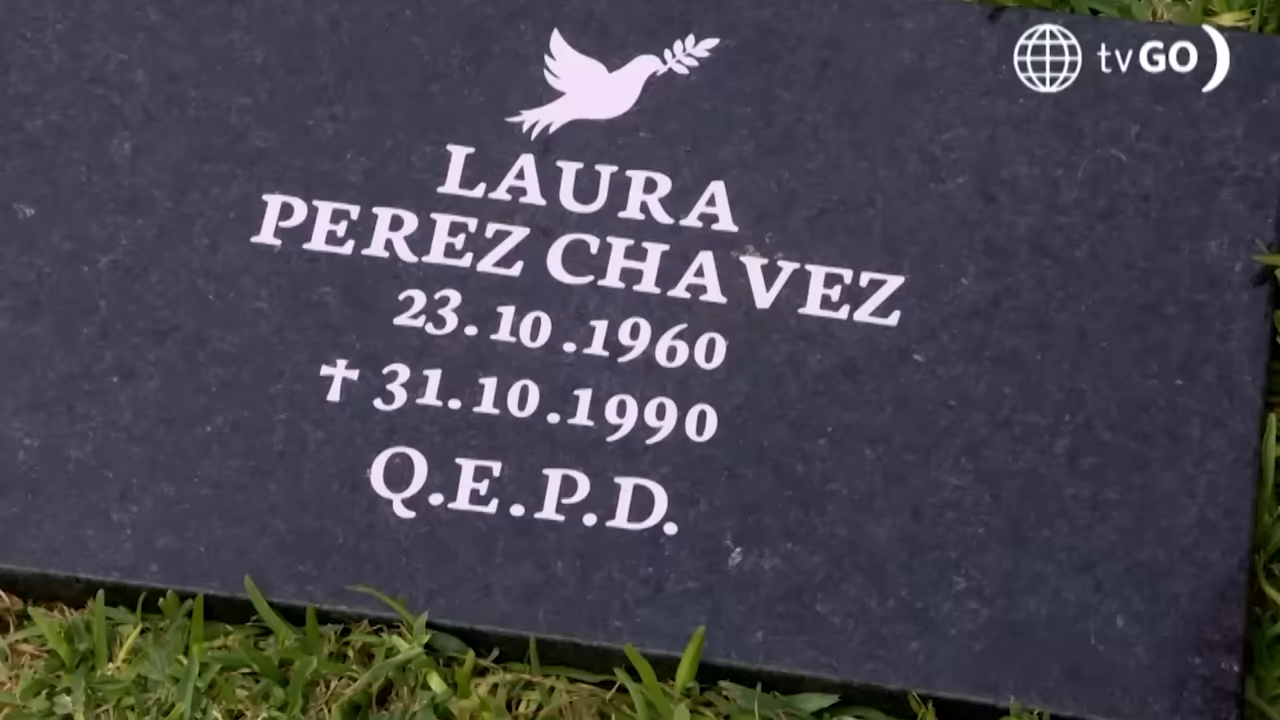 tvGO
LAURA
PEREZ CHAVEZ
23.10.1960
✝ 31.10.1990
Q.E.P.D.